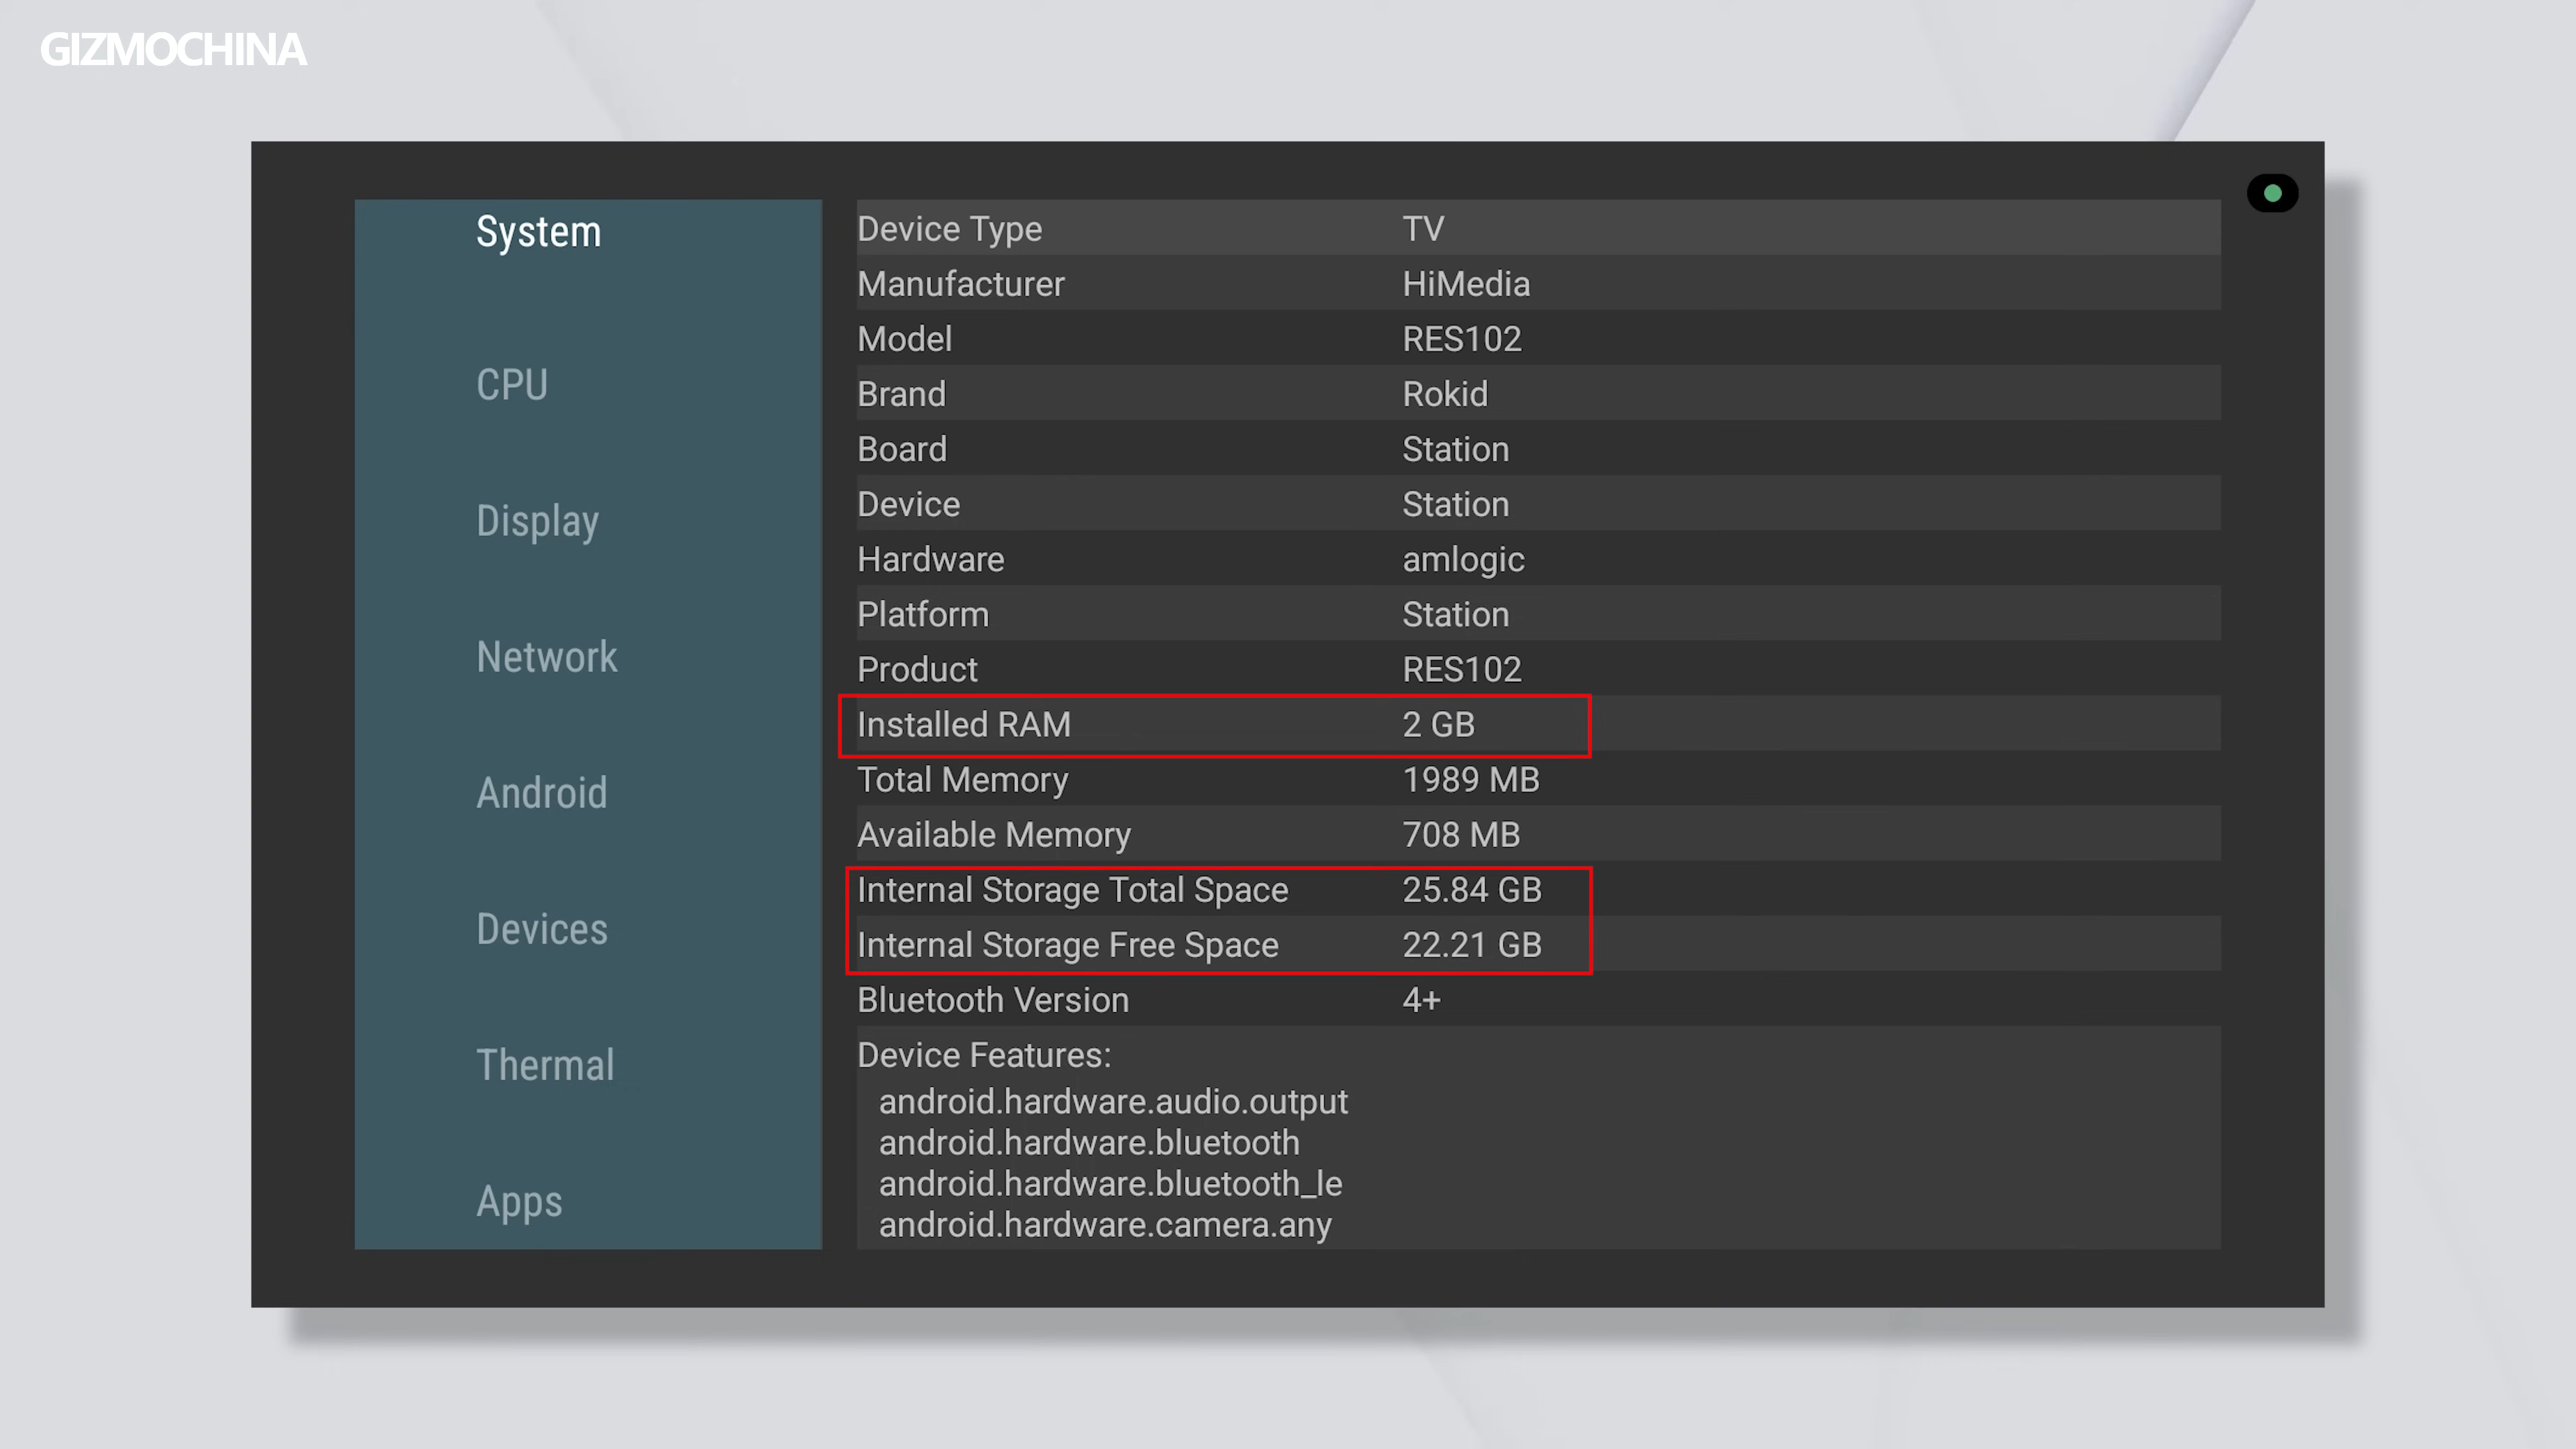 GIZMOCHINA
System
CPU
Display
Network
Android
Devices
Thermal
Apps
Device Type TV
Manufacturer HiMedia
Model RES102
Brand Rokid
Board Station
Device Station
Hardware amlogic
Platform Station
Product RES102
Installed RAM 2 GB
Total Memory 1989 MB
Available Memory 708 MB
Internal Storage Total Space 25.84 GB
Internal Storage Free Space 22.21 GB
Bluetooth Version 4+
Device Features:
android.hardware.audio.output
android.hardware.bluetooth
android.hardware.bluetooth_le
android.hardware.camera.any